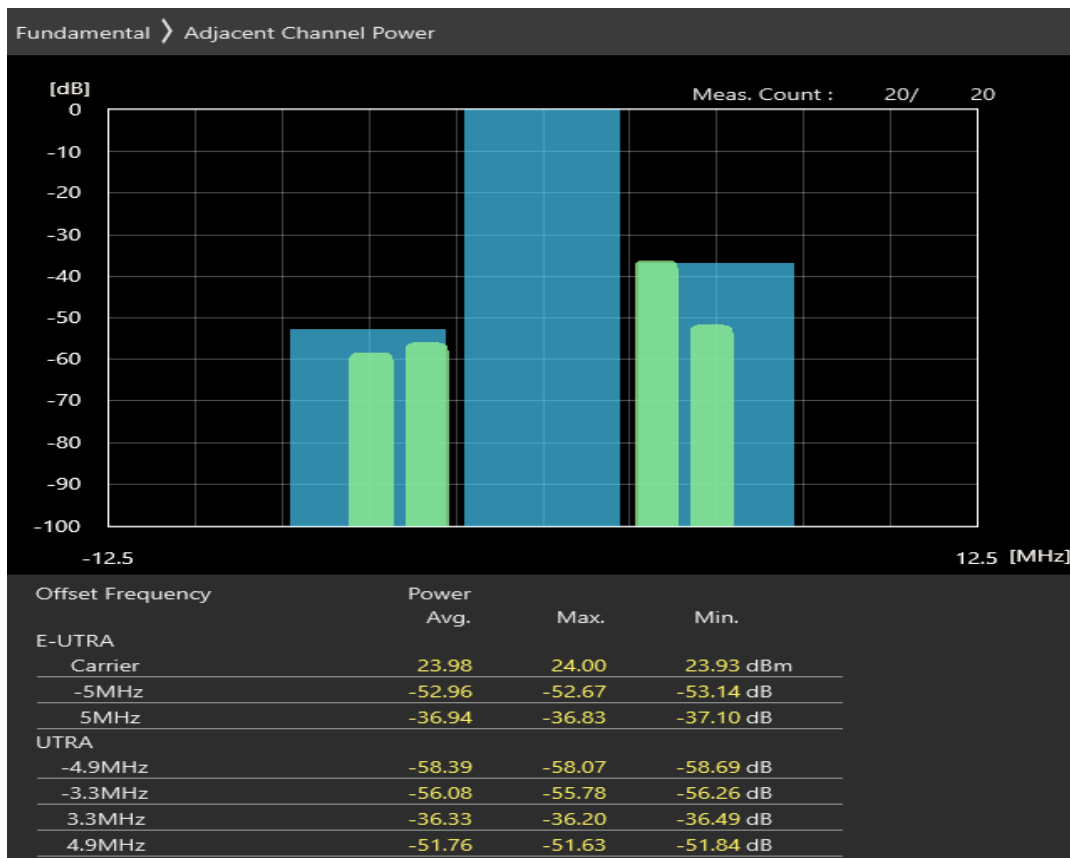 Fundamental 〉 Adjacent Channel Power
[dB]
Meas. Count : 20/ 20
0
-10
-20
-30
-40
-50
-60
-70
-80
-90
-100
-12.5 12.5 [MHz]
Offset Frequency Power
Avg. Max. Min.
E-UTRA
Carrier 23.98 24.00 23.93 dBm
-5MHz -52.96 -52.67 -53.14 dB
5MHz -36.94 -36.83 -37.10 dB
UTRA
-4.9MHz -58.39 -58.07 -58.69 dB
-3.3MHz -56.08 -55.78 -56.26 dB
3.3MHz -36.33 -36.20 -36.49 dB
4.9MHz -51.76 -51.63 -51.84 dB